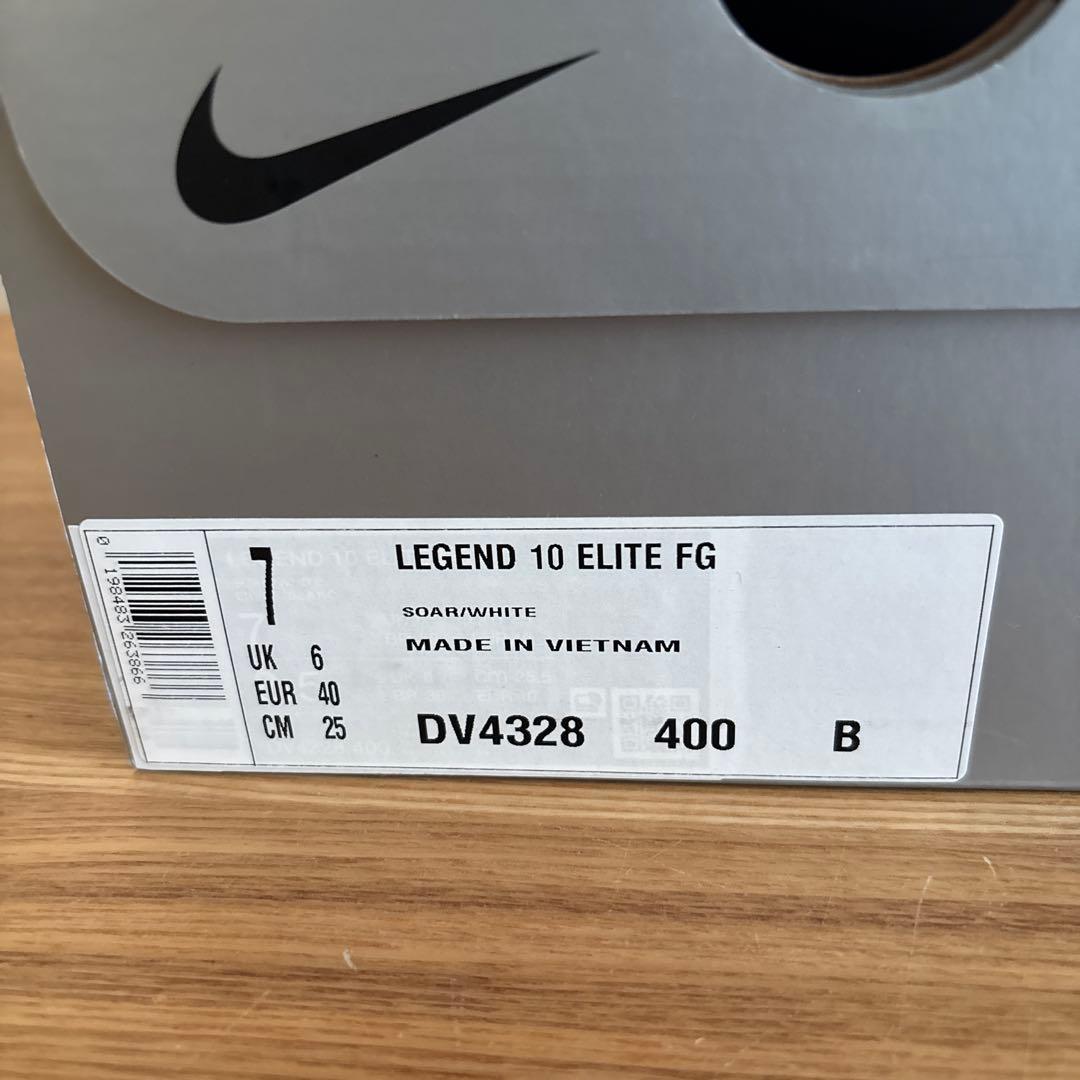 0 198483 263866
7
LEGEND 10 ELITE FG
SOAR/WHITE
MADE IN VIETNAM
UK 6
EUR 40
CM 25
DV4328 400 B